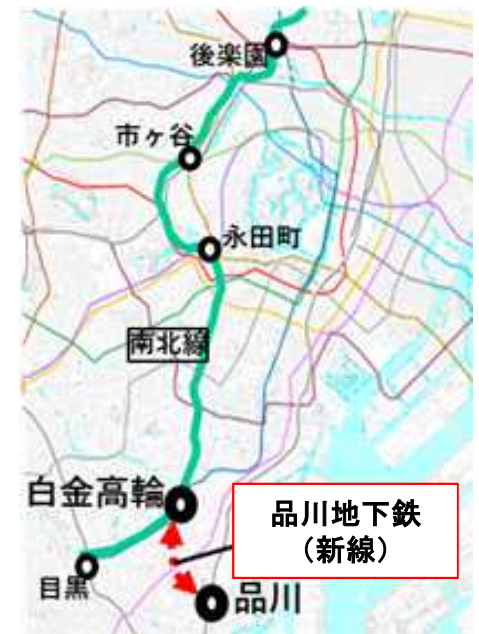 後楽園
市ヶ谷
永田町
南北線
白金高輪
品川地下鉄
（新線）
目黒
品川